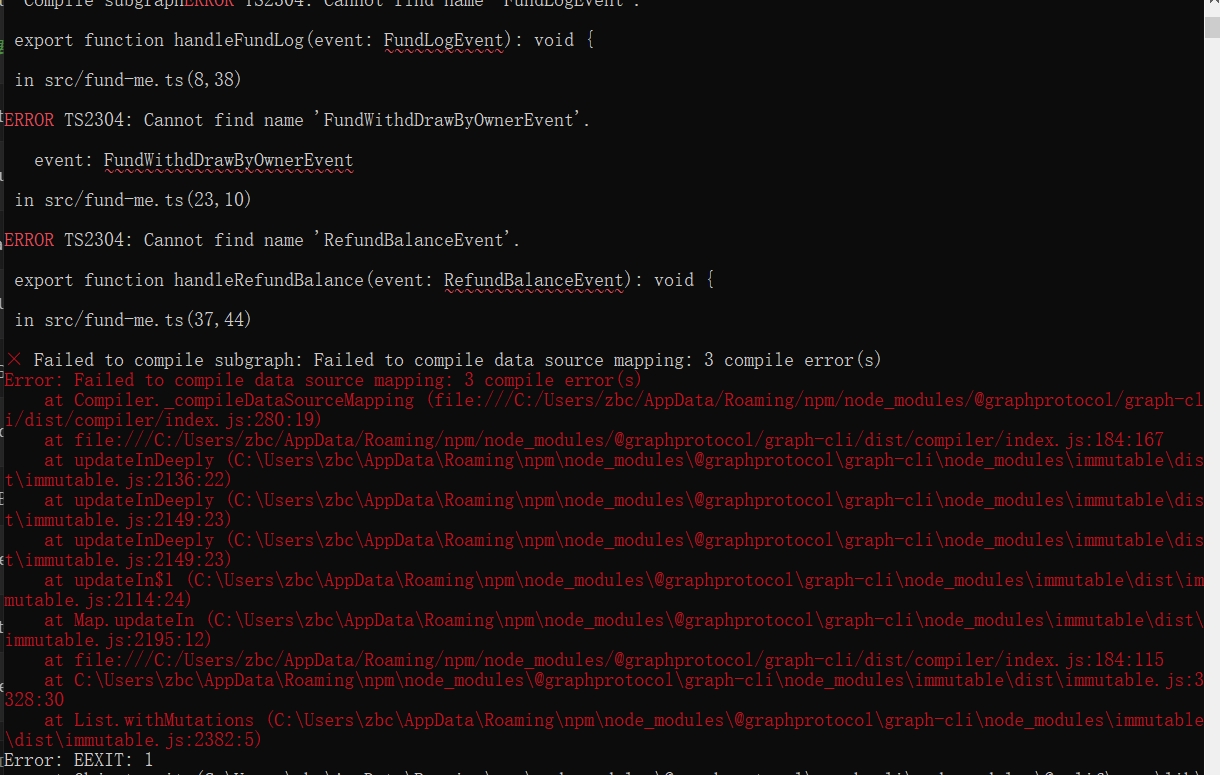 Compile subgraphERROR TS2304: Cannot find name 'FundLogEvent'.
export function handleFundLog(event: FundLogEvent): void {
in src/fund-me.ts(8,38)
ERROR TS2304: Cannot find name 'FundWithdDrawByOwnerEvent'.
event: FundWithdDrawByOwnerEvent
in src/fund-me.ts(23,10)
ERROR TS2304: Cannot find name 'RefundBalanceEvent'.
export function handleRefundBalance(event: RefundBalanceEvent): void {
in src/fund-me.ts(37,44)
× Failed to compile subgraph: Failed to compile data source mapping: 3 compile error(s)
Error: Failed to compile data source mapping: 3 compile error(s)
at Compiler._compileDataSourceMapping (file:///C:/Users/zbc/AppData/Roaming/npm/node_modules/@graphprotocol/graph-cl
i/dist/compiler/index.js:280:19)
at file:///C:/Users/zbc/AppData/Roaming/npm/node_modules/@graphprotocol/graph-cli/dist/compiler/index.js:184:167
at updateInDeeply (C:\Users\zbc\AppData\Roaming\npm\node_modules\@graphprotocol\graph-cli\node_modules\immutable\dis
t\immutable.js:2136:22)
at updateInDeeply (C:\Users\zbc\AppData\Roaming\npm\node_modules\@graphprotocol\graph-cli\node_modules\immutable\dis
t\immutable.js:2149:23)
at updateInDeeply (C:\Users\zbc\AppData\Roaming\npm\node_modules\@graphprotocol\graph-cli\node_modules\immutable\dis
t\immutable.js:2149:23)
at updateIn$1 (C:\Users\zbc\AppData\Roaming\npm\node_modules\@graphprotocol\graph-cli\node_modules\immutable\dist\im
mutable.js:2114:24)
at Map.updateIn (C:\Users\zbc\AppData\Roaming\npm\node_modules\@graphprotocol\graph-cli\node_modules\immutable\dist\
immutable.js:2195:12)
at file:///C:/Users/zbc/AppData/Roaming/npm/node_modules/@graphprotocol/graph-cli/dist/compiler/index.js:184:115
at C:\Users\zbc\AppData\Roaming\npm\node_modules\@graphprotocol\graph-cli\node_modules\immutable\dist\immutable.js:3
328:30
at List.withMutations (C:\Users\zbc\AppData\Roaming\npm\node_modules\@graphprotocol\graph-cli\node_modules\immutable
\dist\immutable.js:2382:5)
Error: EEXIT: 1